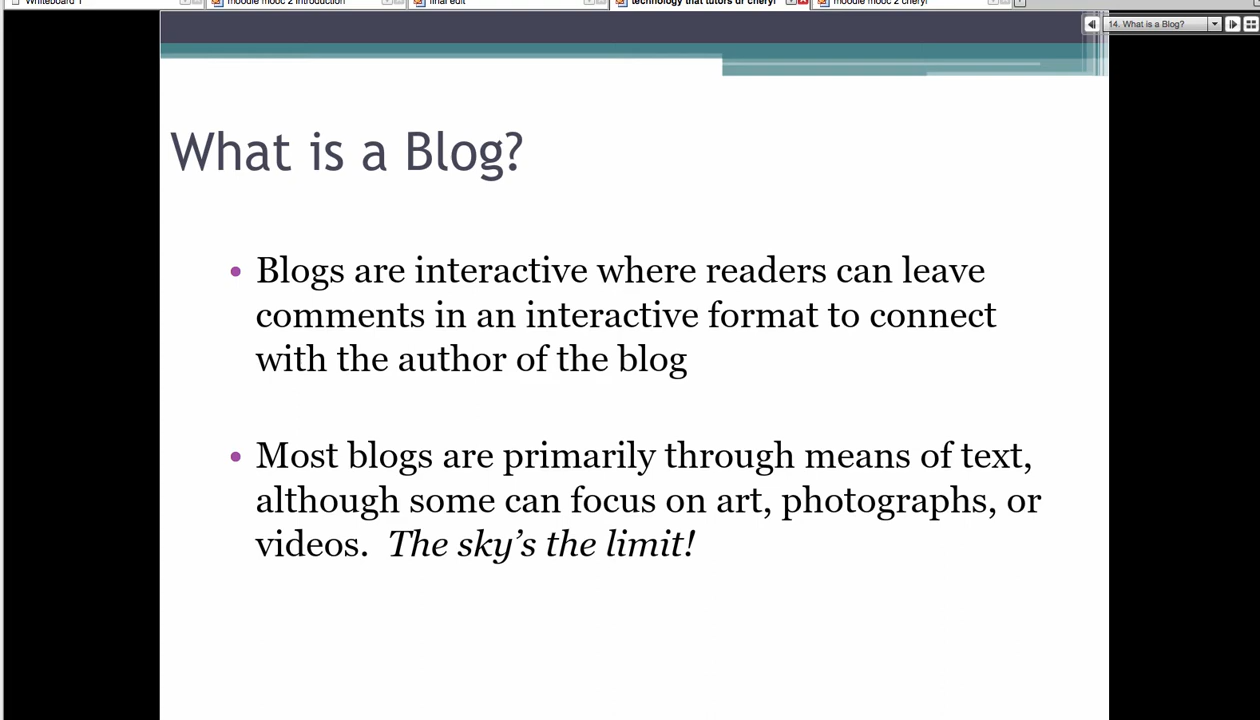 Whiteboard 1
moodle mooc 2 introduction
final edit
technology that tutors dr cheryl
moodle mooc 2 cheryl
14. What is a Blog?
What is a Blog?
• Blogs are interactive where readers can leave
comments in an interactive format to connect
with the author of the blog
• Most blogs are primarily through means of text,
although some can focus on art, photographs, or
videos. The sky’s the limit!